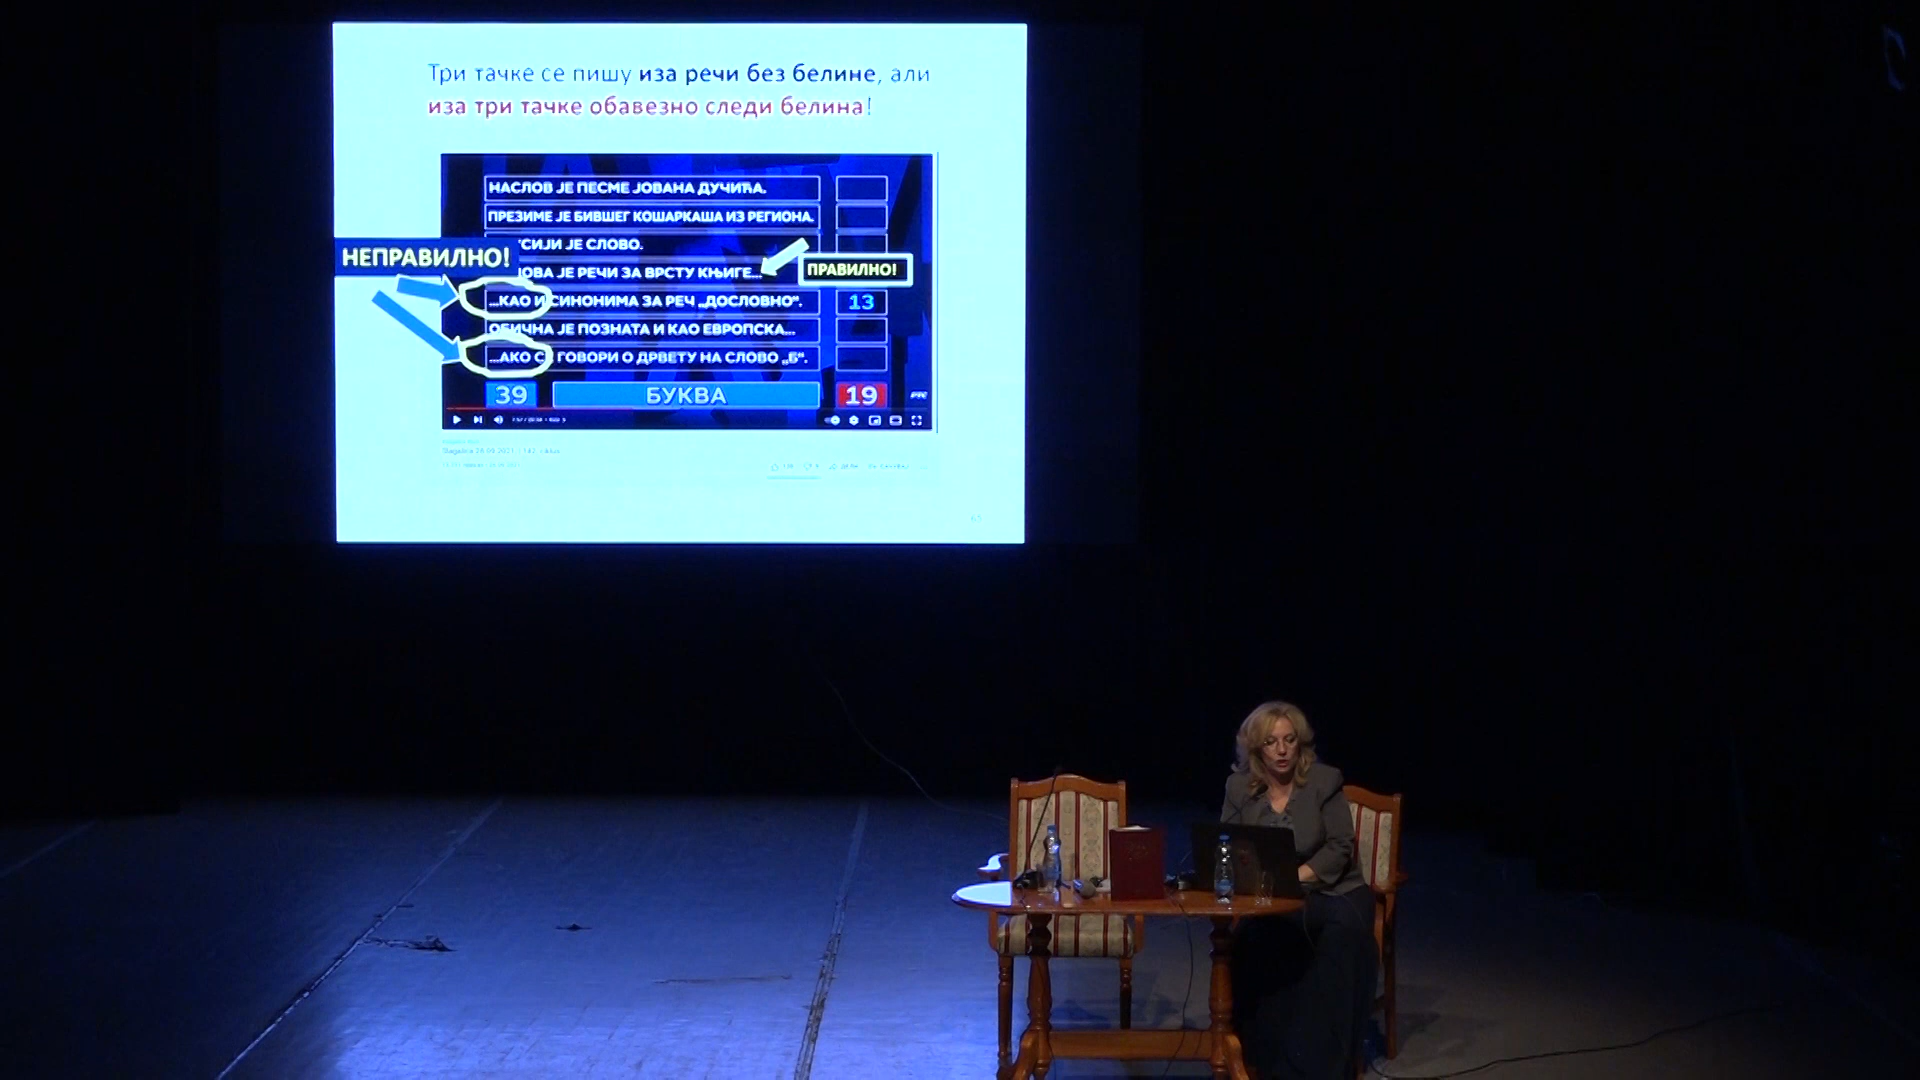 Три тачке се пишу иза речи без белине, али
иза три тачке обавезно следи белина!
НАСЛОВ ЈЕ ПЕСМЕ ЈОВАНА ДУЧИЋА.
ПРЕЗИМЕ ЈЕ БИВШЕГ КОШАРКАША ИЗ РЕГИОНА.
ЈЕ СЛОВО.
НЕПРАВИЛНО!
ЈЕ РЕЧИ ЗА ВРСТУ КЊИГЕ...
ПРАВИЛНО!
...КАО И СИНОНИМА ЗА РЕЧ „ДОСЛОВНО“.
13
ОБИЧНА ЈЕ ПОЗНАТА И КАО ЕВРОПСКА...
...АКО СЕ ГОВОРИ О ДРВЕТУ НА СЛОВО „Б“.
39
БУКВА
19
РТС